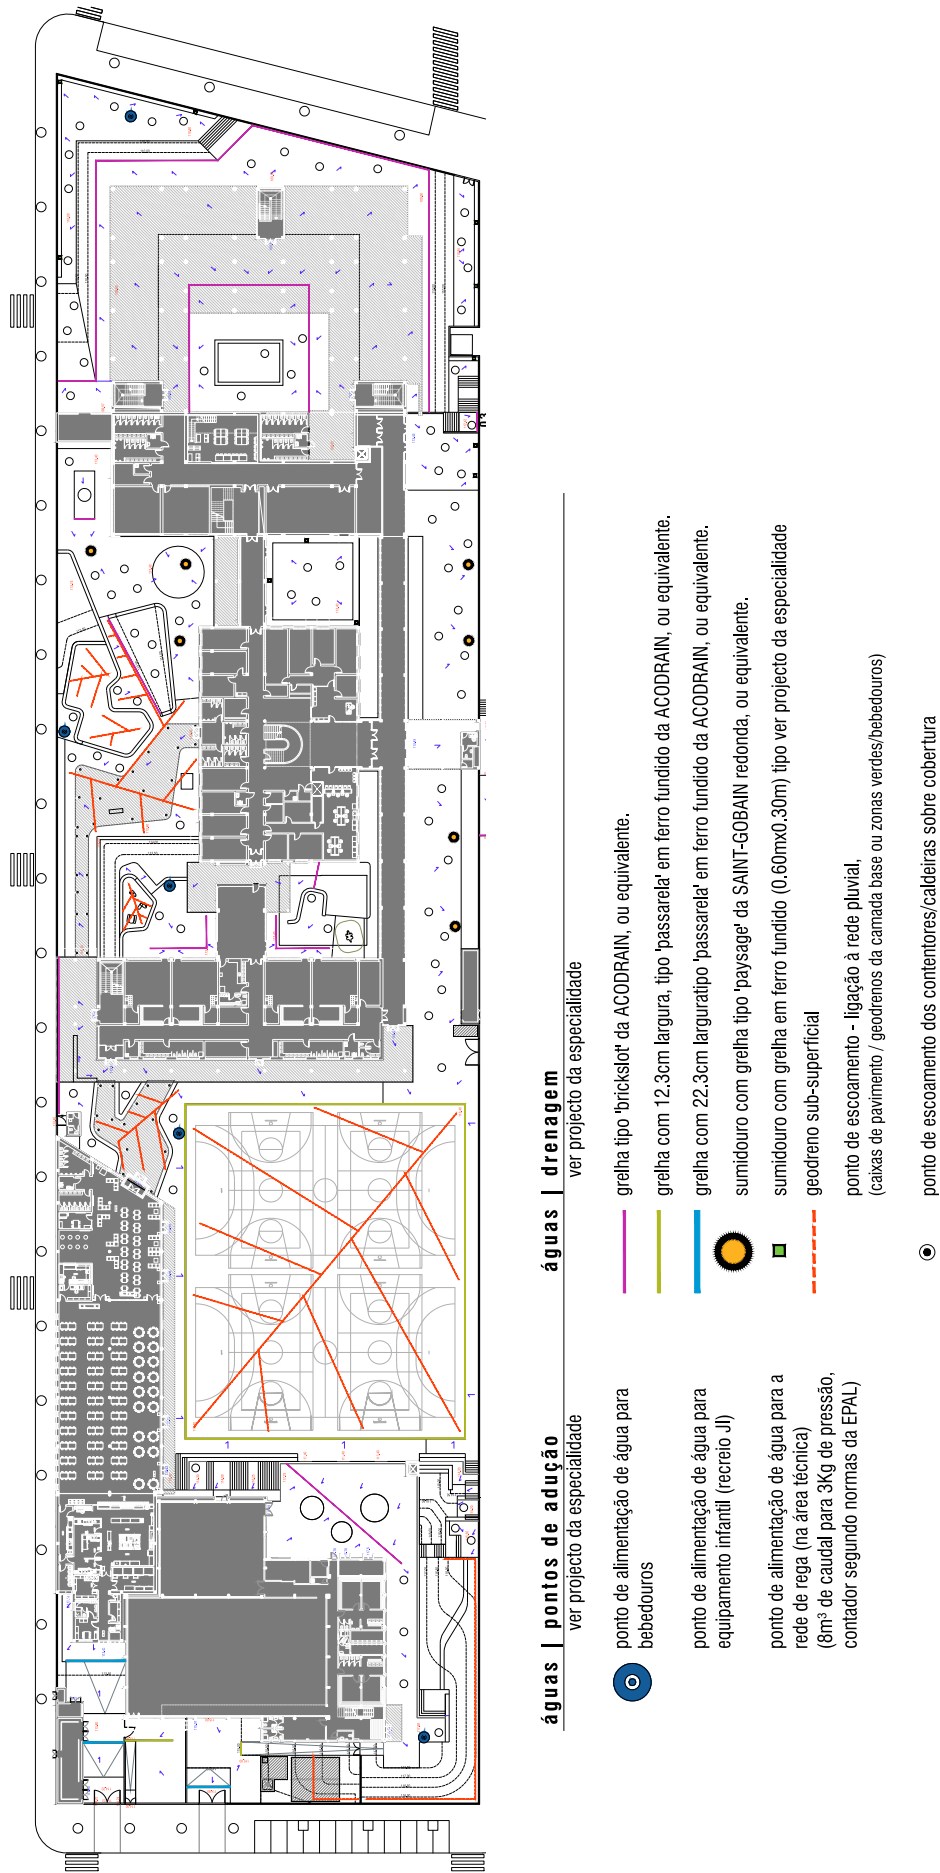 águas | pontos de adução
ver projecto da especialidade
ponto de alimentação de água para
bebedouros
ponto de alimentação de água para
equipamento infantil (recreio JI)
ponto de alimentação de água para a
rede de rega (na área técnica)
(8m³ de caudal para 3Kg de pressão,
contador segundo normas da EPAL)
águas | drenagem
ver projecto da especialidade
grelha tipo 'brickslot' da ACODRAIN, ou equivalente.
grelha com 12.3cm largura, tipo 'passarela' em ferro fundido da ACODRAIN, ou equivalente.
grelha com 22.3cm larguratipo 'passarela' em ferro fundido da ACODRAIN, ou equivalente.
sumidouro com grelha tipo 'paysage' da SAINT-GOBAIN redonda, ou equivalente.
sumidouro com grelha em ferro fundido (0.60mx0.30m) tipo ver projecto da especialidade
geodreno sub-superficial
ponto de escoamento - ligação à rede pluvial,
(caixas de pavimento / geodrenos da camada base ou zonas verdes/bebedouros)
ponto de escoamento dos contentores/caldeiras sobre cobertura